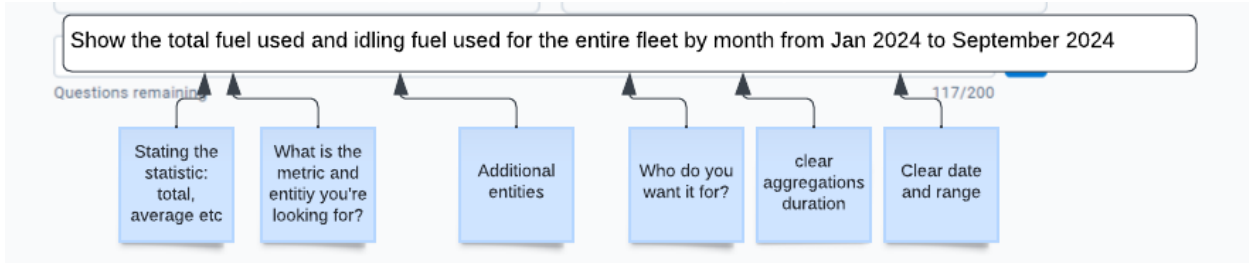 Show the total fuel used and idling fuel used for the entire fleet by month from Jan 2024 to September 2024
Questions remaining
117/200
Stating the
statistic:
total,
average etc
What is the
metric and
entitiy you're
looking for?
Additional
entities
Who do you
want it for?
clear
aggregations
duration
Clear date
and range